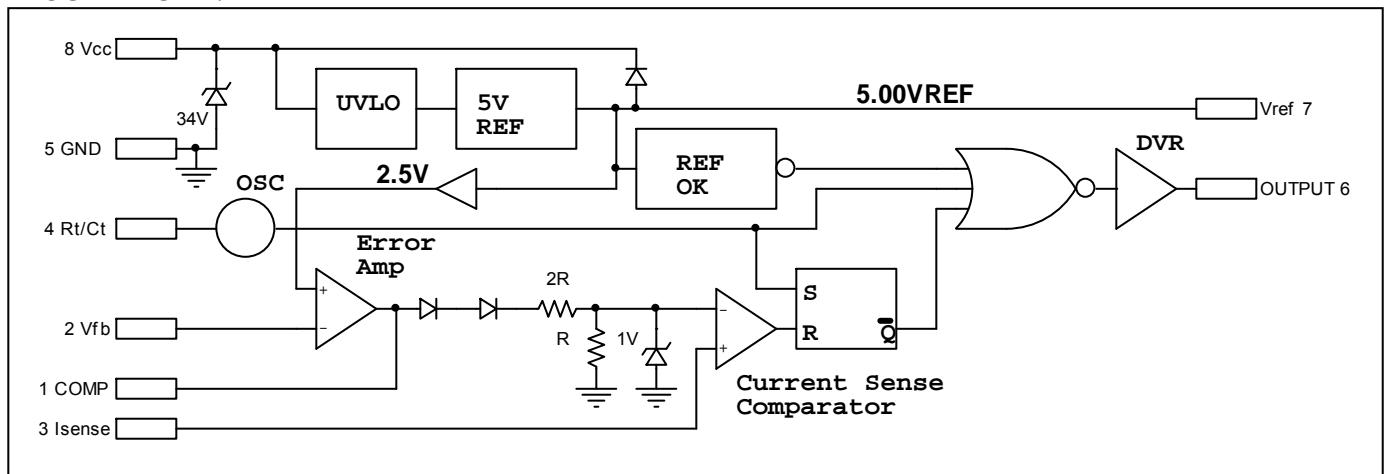 8 Vcc
34V
UVLO
5V
REF
5.00VREF
Vref 7
5 GND
2.5V
REF
OK
DVR
OUTPUT 6
OSC
4 Rt/Ct
Error
Amp
+
−
2R
R
1V
−
+
S
R
Q̅
2 Vfb
1 COMP
3 Isense
Current Sense
Comparator